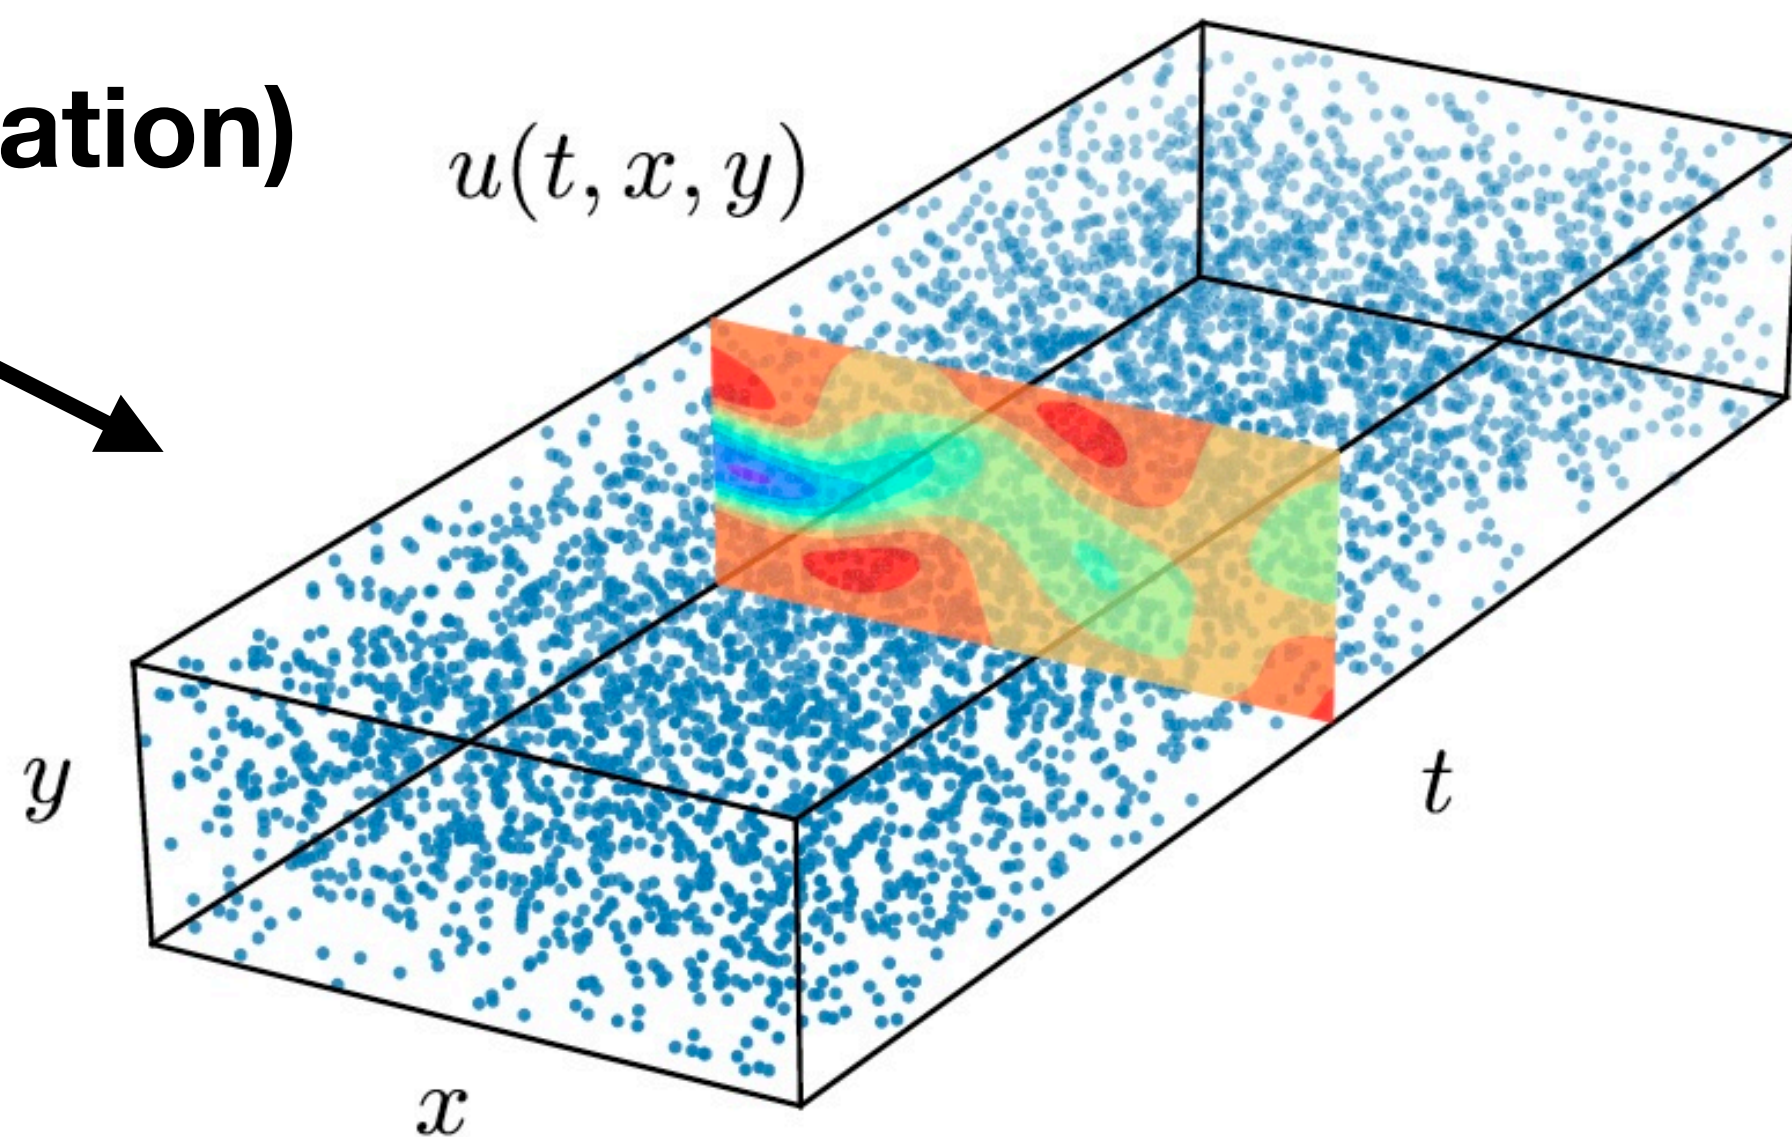 ation)
u(t, x, y)
y
t
x